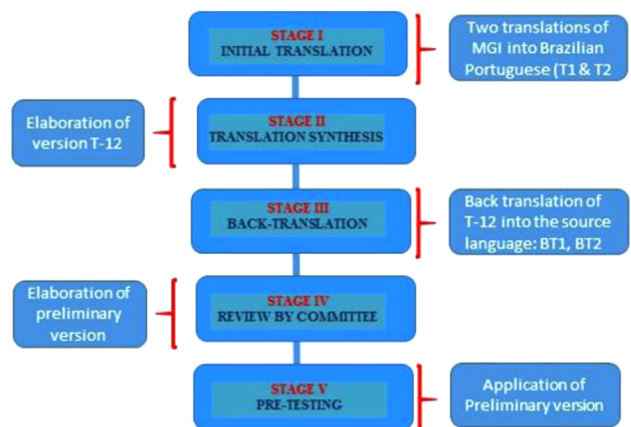 STAGE I
INITIAL TRANSLATION
Two translations of
MGI into Brazilian
Portuguese (T1 & T2
Elaboration of
version T-12
STAGE II
TRANSLATION SYNTHESIS
STAGE III
BACK-TRANSLATION
Back translation of
T-12 into the source
language: BT1, BT2
Elaboration of
preliminary
version
STAGE IV
REVIEW BY COMMITTEE
STAGE V
PRE-TESTING
Application of
Preliminary version